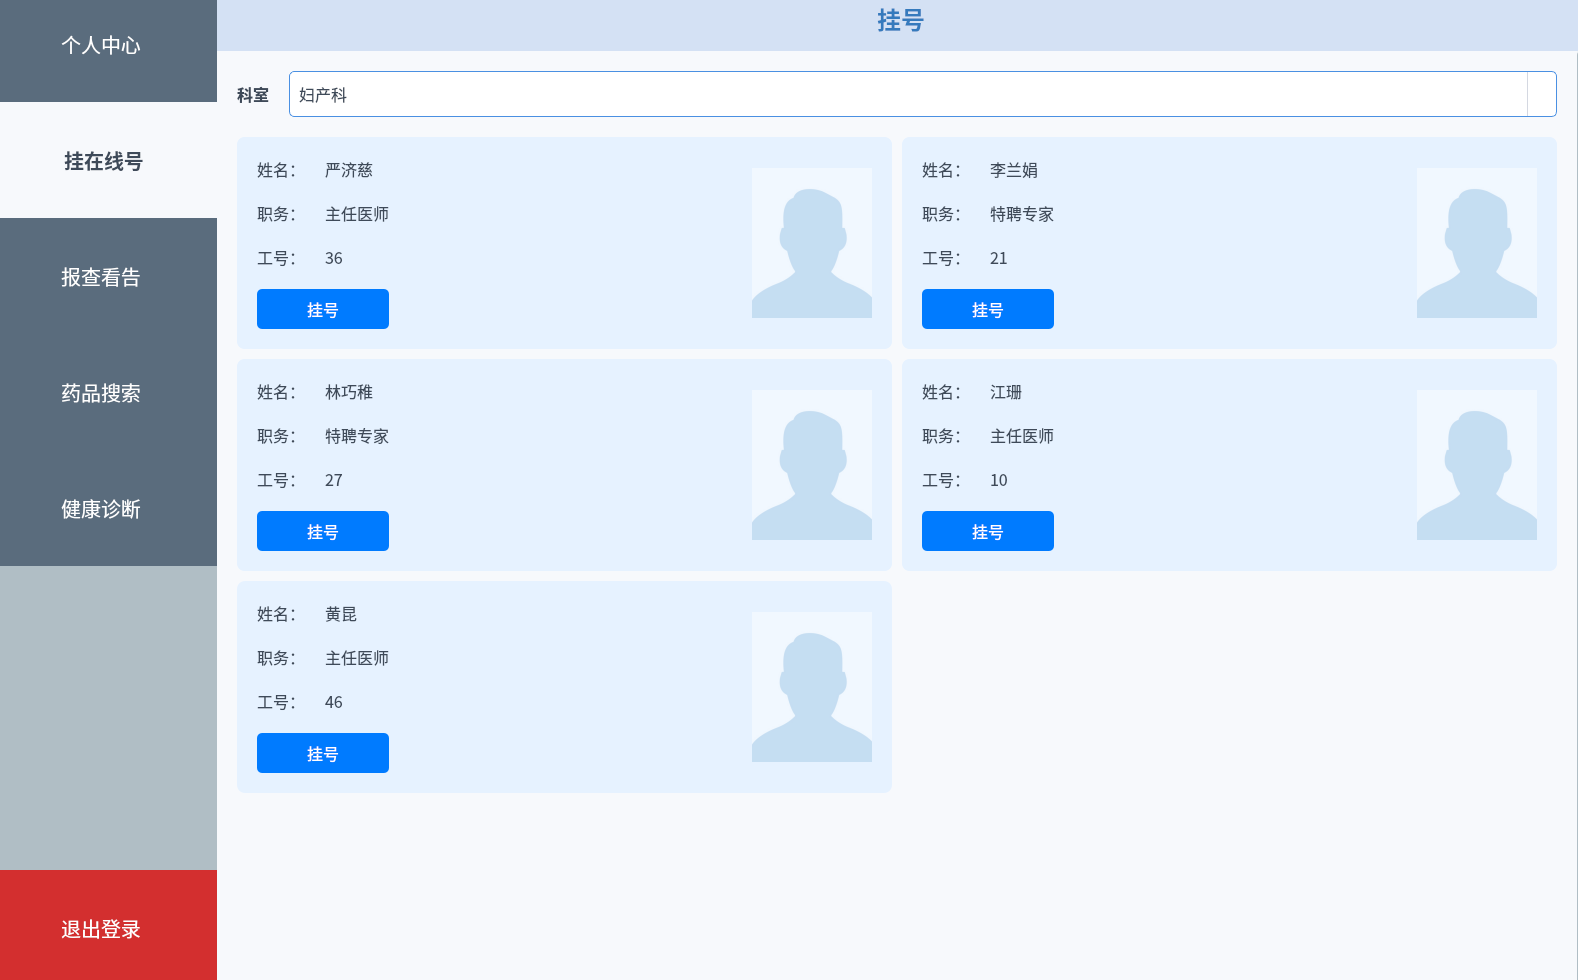 个人中心
挂在线号
报查看告
药品搜索
健康诊断
退出登录
挂号
科室 妇产科
姓名： 严济慈
职务： 主任医师
工号： 36
挂号
姓名： 李兰娟
职务： 特聘专家
工号： 21
挂号
姓名： 林巧稚
职务： 特聘专家
工号： 27
挂号
姓名： 江珊
职务： 主任医师
工号： 10
挂号
姓名： 黄昆
职务： 主任医师
工号： 46
挂号